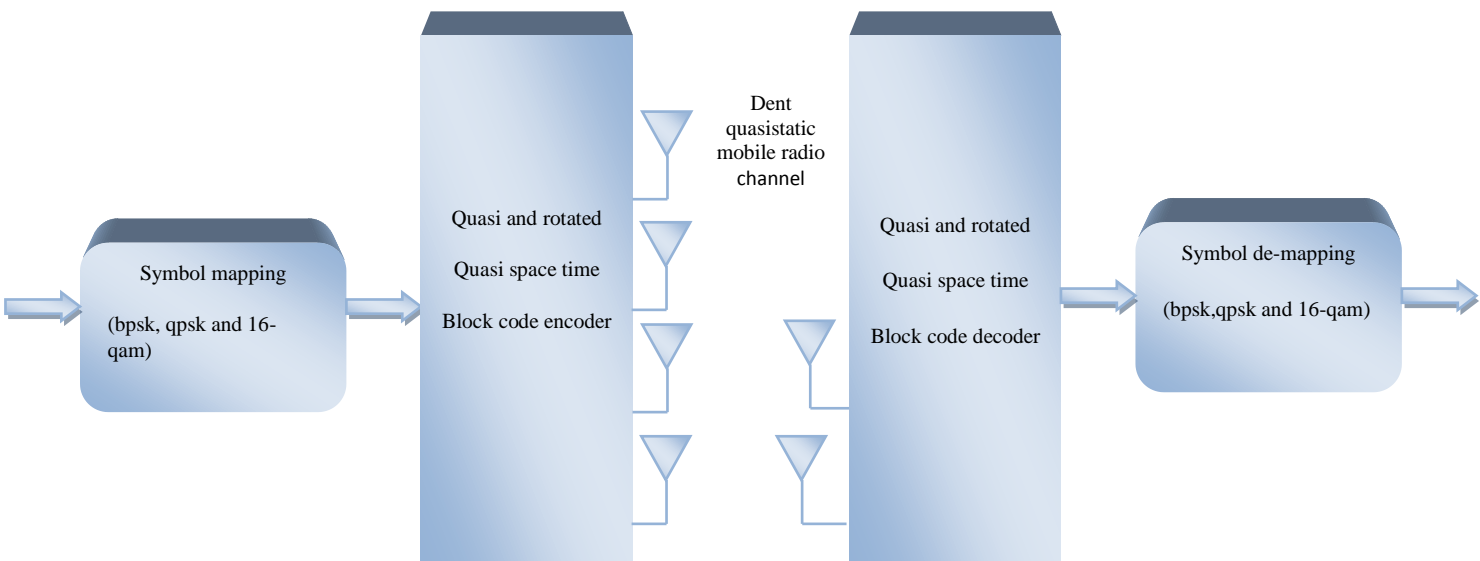 Symbol mapping
(bpsk, qpsk and 16-
qam)
Quasi and rotated
Quasi space time
Block code encoder
Dent
quasistatic
mobile radio
channel
Quasi and rotated
Quasi space time
Block code decoder
Symbol de-mapping
(bpsk,qpsk and 16-qam)